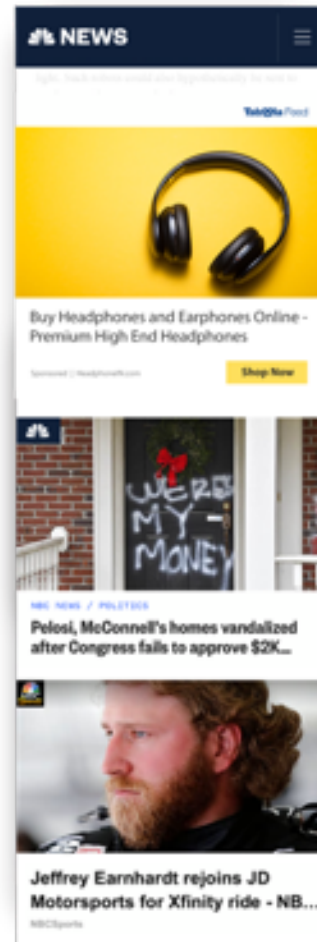 NEWS
Taboola Feed
Buy Headphones and Earphones Online -
Premium High End Headphones
Shop Now
WERE'S
MY
MONEY
NBC NEWS / POLITICS
Pelosi, McConnell's homes vandalized
after Congress fails to approve $2K...
Jeffrey Earnhardt rejoins JD
Motorsports for Xfinity ride - NB...
NBCSports